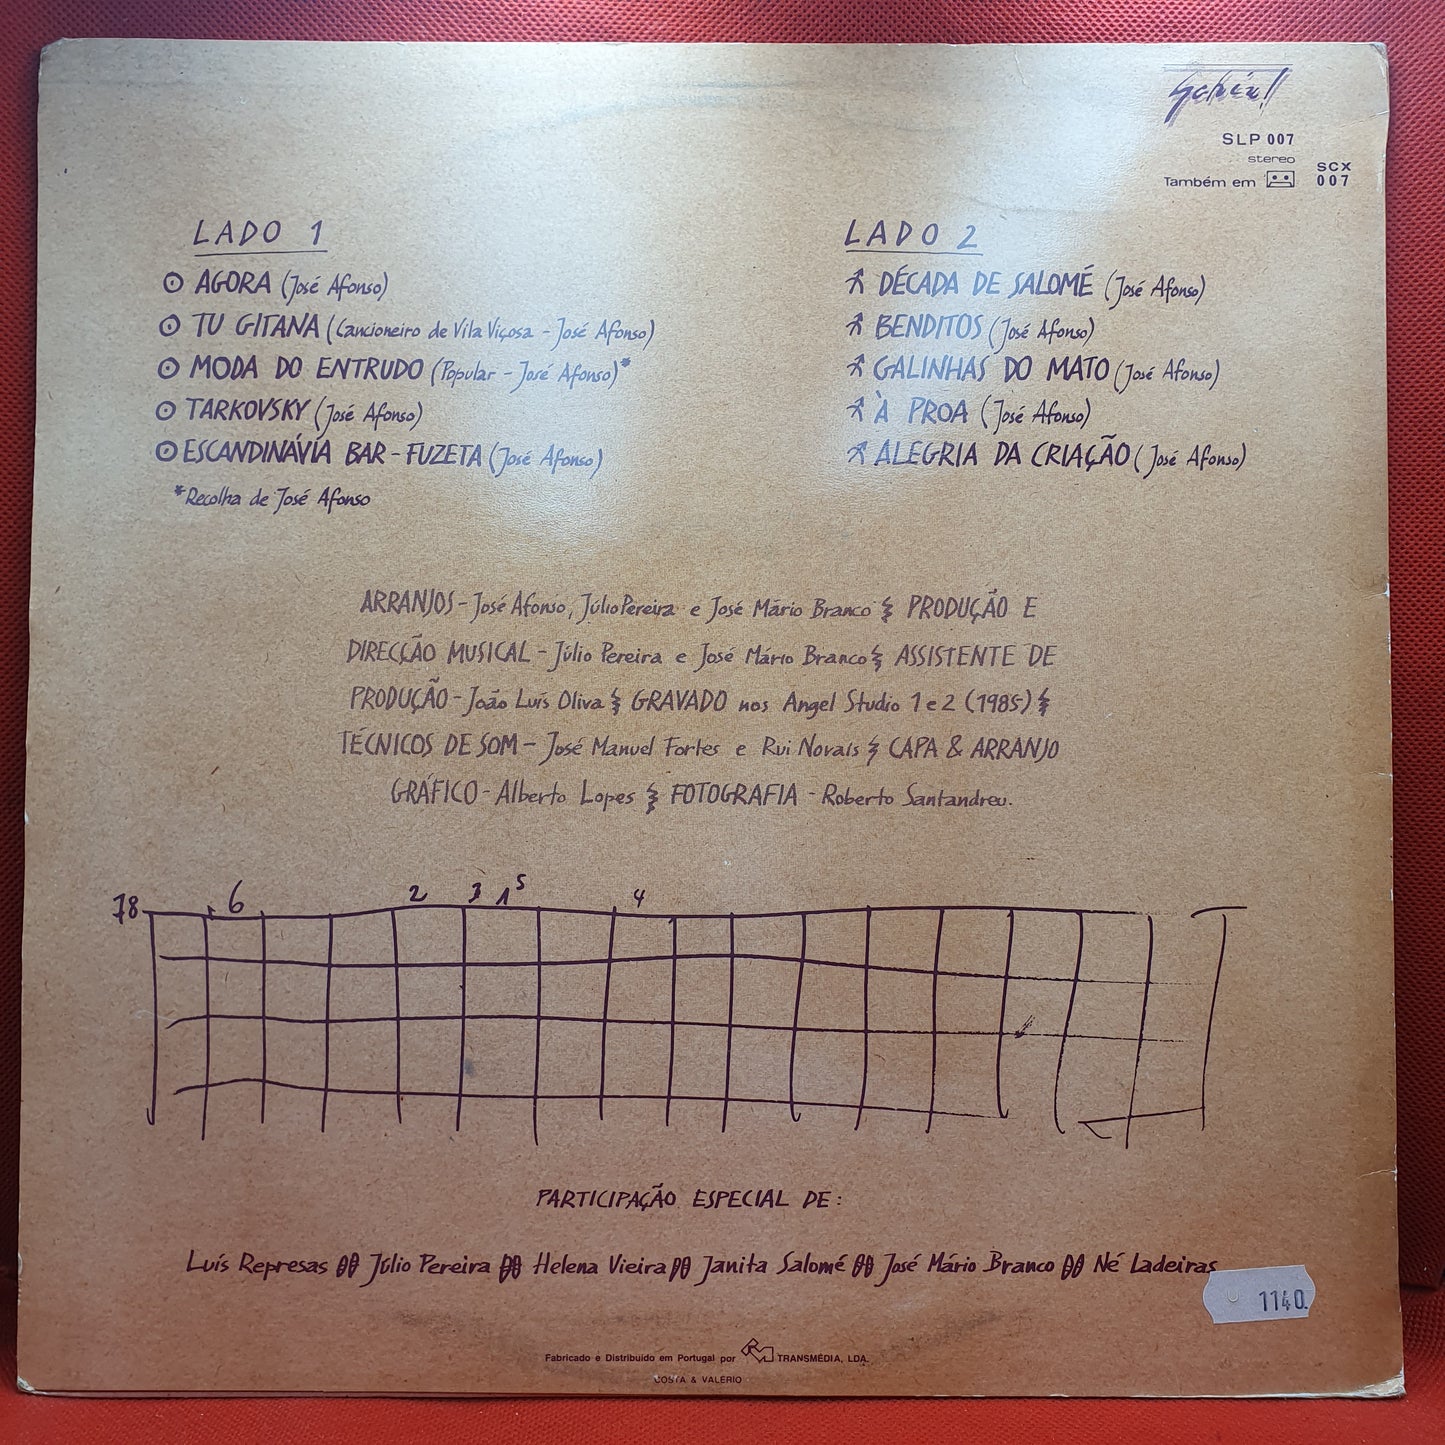 Schiu!
SLP 007
stereo
Também em
SCX
007
LADO 1
AGORA (José Afonso)
TU GITANA (Cancioneiro de Vila Viçosa - José Afonso)
MODA DO ENTRUDO (Popular - José Afonso)*
TARKOVSKY (José Afonso)
ESCANDINÁVIA BAR - FUZETA (José Afonso)
*Recolha de José Afonso
LADO 2
DÉCADA DE SALOMÉ (José Afonso)
BENDITOS (José Afonso)
GALINHAS DO MATO (José Afonso)
À PROA (José Afonso)
ALEGRIA DA CRIAÇÃO (José Afonso)
ARRANJOS - José Afonso, Júlio Pereira e José Mário Branco PRODUÇÃO E
DIRECÇÃO MUSICAL - Júlio Pereira e José Mário Branco ASSISTENTE DE
PRODUÇÃO - João Luís Oliva GRAVADO nos Angel Studio 1 e 2 (1985)
TÉCNICOS DE SOM - José Manuel Fortes e Rui Novais CAPA & ARRANJO
GRÁFICO - Alberto Lopes FOTOGRAFIA - Roberto Santandreu.
78 6 2 3 1 5 4
PARTICIPAÇÃO ESPECIAL DE:
Luís Represas Júlio Pereira Helena Vieira Janita Salomé José Mário Branco Né Ladeiras
1140.
Fabricado e Distribuido em Portugal por TRANSMÉDIA, LDA.
COSTA & VALÉRIO